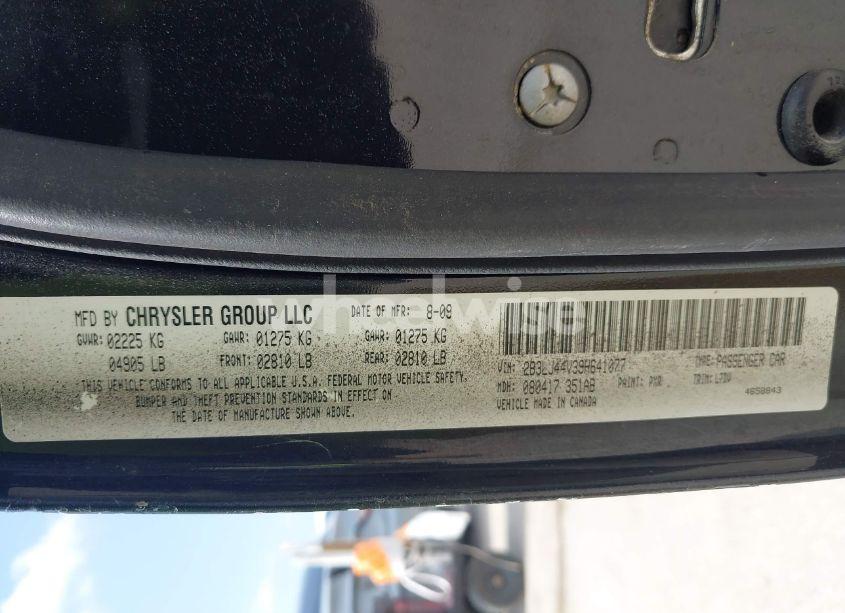 wheelwise
MFD BY CHRYSLER GROUP LLC DATE OF MFR: 8-09
GVWR: 02225 KG GAWR: 01275 KG GAWR: 01275 KG
04905 LB FRONT: 02810 LB REAR: 02810 LB
THIS VEHICLE CONFORMS TO ALL APPLICABLE U.S.A. FEDERAL MOTOR VEHICLE SAFETY,
BUMPER AND THEFT PREVENTION STANDARDS IN EFFECT ON
THE DATE OF MANUFACTURE SHOWN ABOVE.
VIN: 2B3LJ44V39H641077 TYPE: PASSENGER CAR
MDH: 080417 351AB PAINT: TRIM:
VEHICLE MADE IN CANADA 4658843